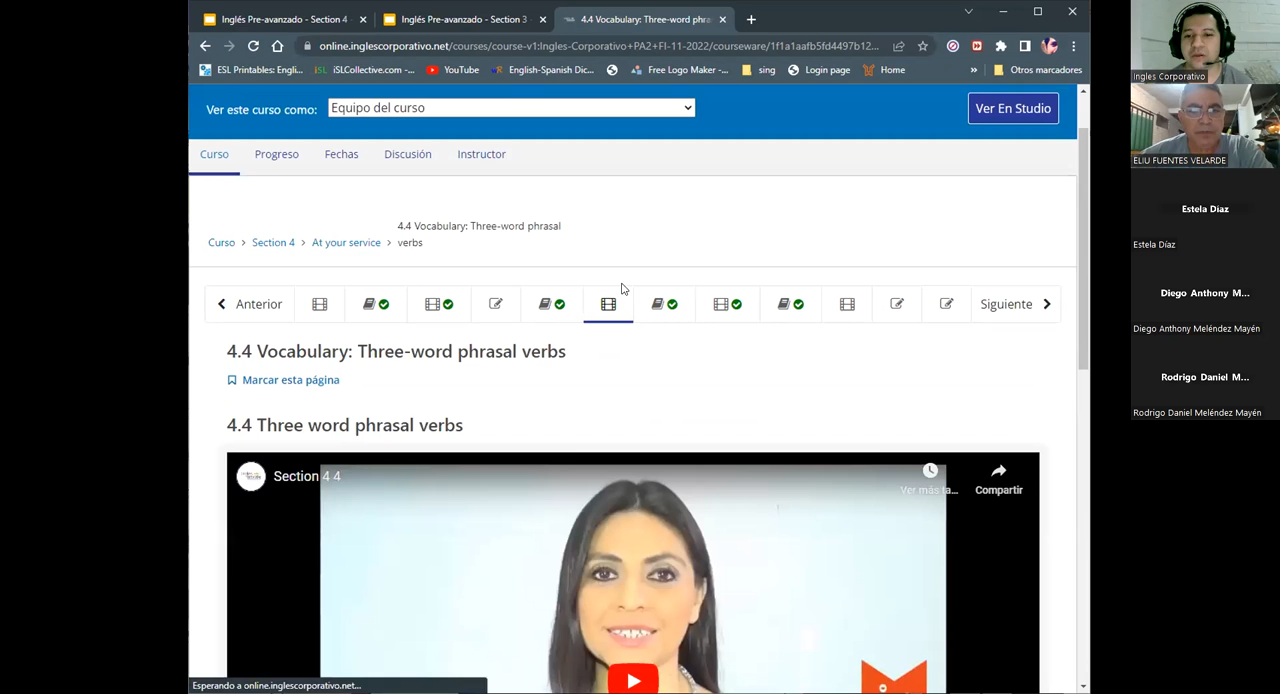 Inglés Pre-avanzado - Section 4
Inglés Pre-avanzado - Section 3
4.4 Vocabulary: Three-word phra
online.inglescorporativo.net/courses/course-v1:Ingles-Corporativo+PA2+FI-11-2022/courseware/1f1a1aafb5fd4497b12...
ESL Printables: Engli...
iSLCollective.com -...
YouTube
English-Spanish Dic...
Free Logo Maker -...
sing
Login page
Home
»
Otros marcadores
Ver este curso como:
Equipo del curso
Ver En Studio
Curso
Progreso
Fechas
Discusión
Instructor
4.4 Vocabulary: Three-word phrasal
Curso > Section 4 > At your service > verbs
Anterior
Siguiente
4.4 Vocabulary: Three-word phrasal verbs
Marcar esta página
4.4 Three word phrasal verbs
Section 4 4
Ver más ta...
Compartir
Esperando a online.inglescorporativo.net...
Ingles Corporativo
ELIU FUENTES VELARDE
Estela Diaz
Estela Díaz
Diego Anthony M...
Diego Anthony Meléndez Mayén
Rodrigo Daniel M...
Rodrigo Daniel Meléndez Mayén